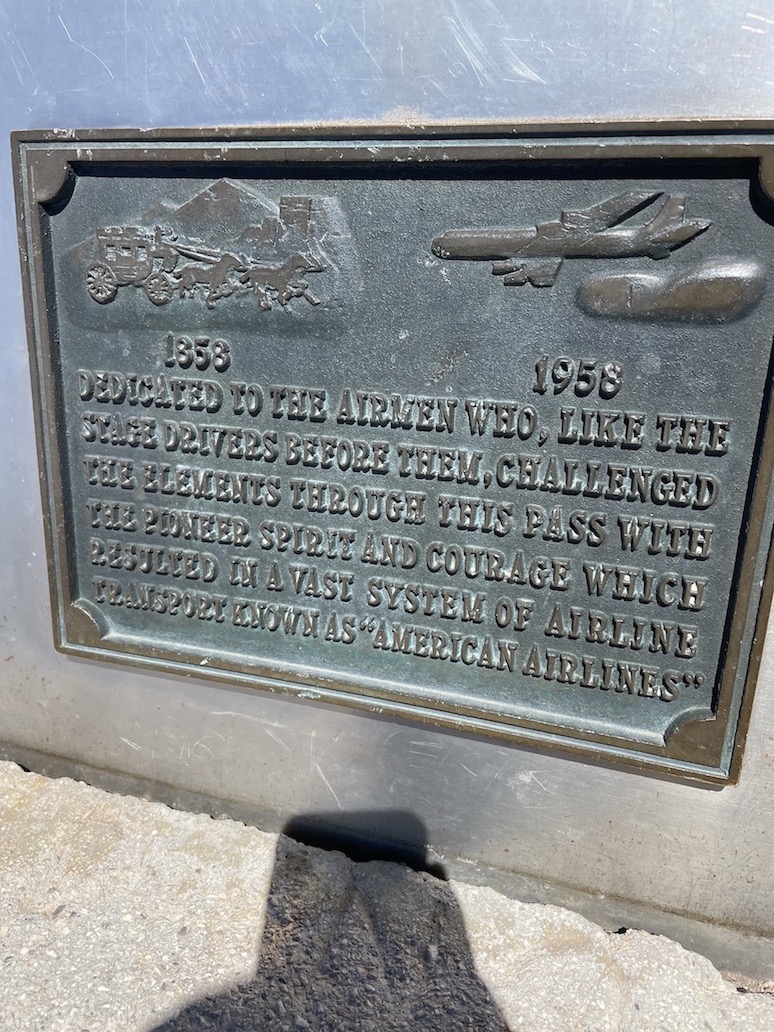 1858
1958
DEDICATED TO THE AIRMEN WHO, LIKE THE
STAGE DRIVERS BEFORE THEM, CHALLENGED
THE ELEMENTS THROUGH THIS PASS WITH
THE PIONEER SPIRIT AND COURAGE WHICH
RESULTED IN A VAST SYSTEM OF AIRLINE
TRANSPORT KNOWN AS "AMERICAN AIRLINES"